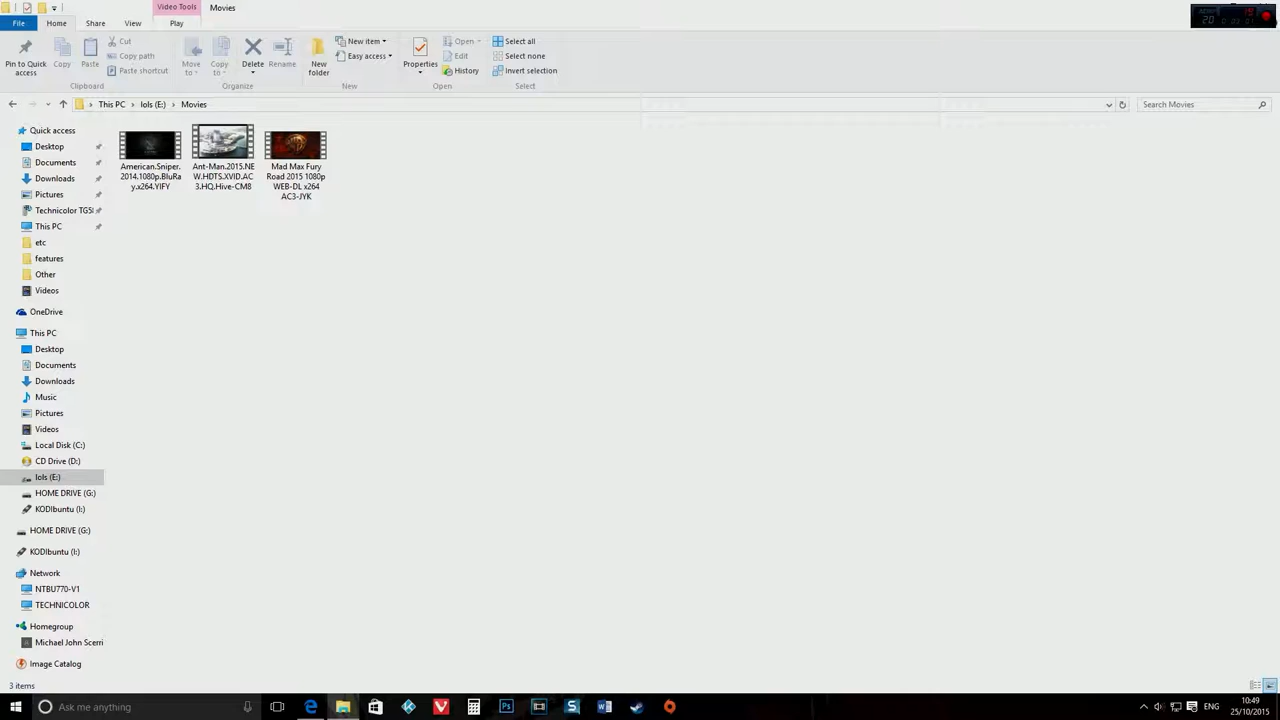 Video Tools
Movies
File
Home
Share
View
Play
Pin to Quick access
Copy
Paste
Cut
Copy path
Paste shortcut
Clipboard
Move to
Copy to
Delete
Rename
Organize
New folder
New item
Easy access
New
Properties
Open
Edit
History
Open
Select all
Select none
Invert selection
Select
This PC
lols (E:)
Movies
Search Movies
Quick access
Desktop
Documents
Downloads
Pictures
Technicolor TG5
This PC
etc
features
Other
Videos
OneDrive
This PC
Desktop
Documents
Downloads
Music
Pictures
Videos
Local Disk (C:)
CD Drive (D:)
lols (E:)
HOME DRIVE (G:)
KODIbuntu (I:)
HOME DRIVE (G:)
KODIbuntu (I:)
Network
NTBU770-V1
TECHNICOLOR
Homegroup
Michael John Scerri
Image Catalog
American.Sniper.
2014.1080p.BluRa
y.x264.YIFY
Ant-Man.2015.NE
W.HDTS.XVID.AC
3.HQ.Hive-CM8
Mad Max Fury
Road 2015 1080p
WEB-DL x264
AC3-JYK
3 items
Ask me anything
ENG
10:49
25/10/2015
20